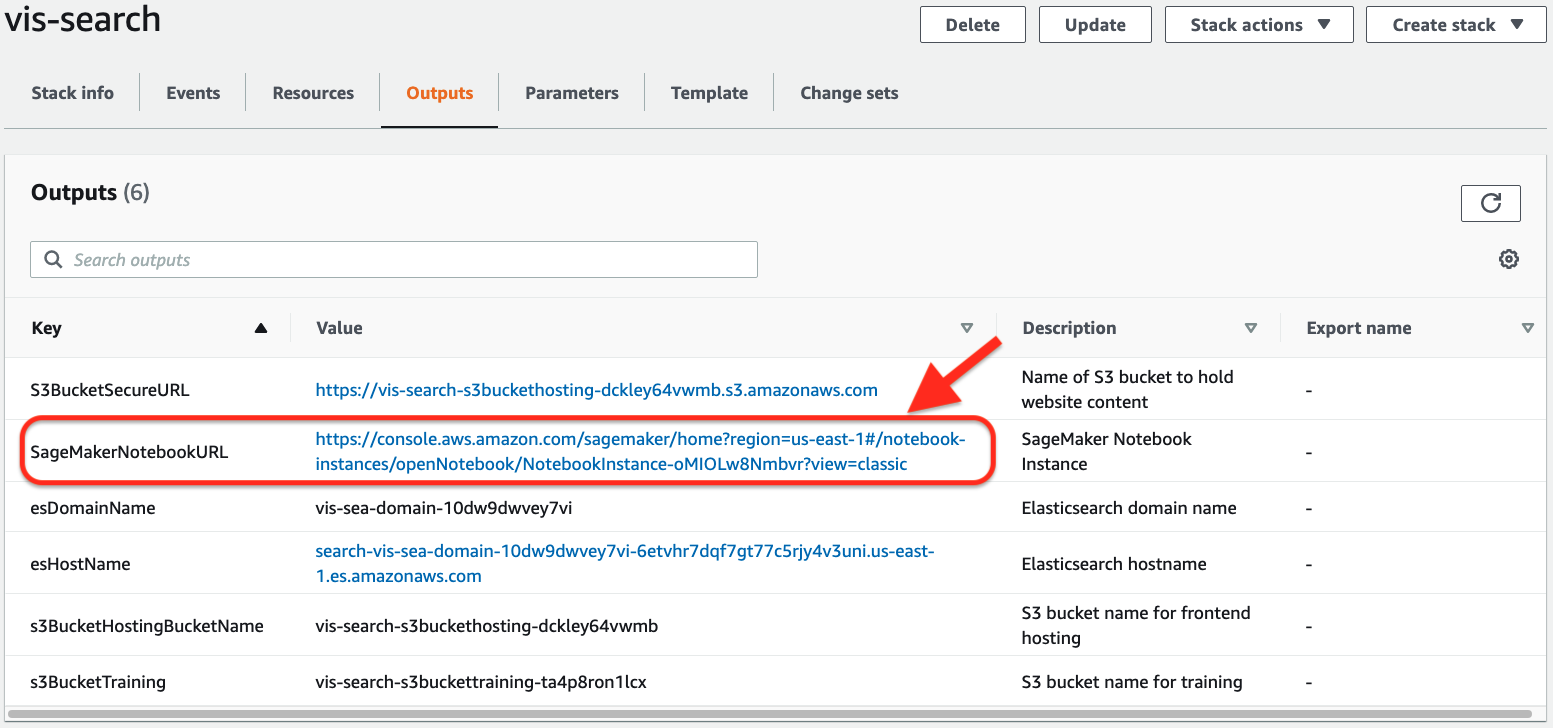 vis-search
Delete
Update
Stack actions
Create stack
Stack info
Events
Resources
Outputs
Parameters
Template
Change sets
Outputs (6)
Search outputs
Key
Value
Description
Export name
S3BucketSecureURL
https://vis-search-s3buckethosting-dckley64vwmb.s3.amazonaws.com
Name of S3 bucket to hold
website content
-
SageMakerNotebookURL
https://console.aws.amazon.com/sagemaker/home?region=us-east-1#/notebook-
instances/openNotebook/NotebookInstance-oMIOLw8Nmbvr?view=classic
SageMaker Notebook
Instance
-
esDomainName
vis-sea-domain-10dw9dwvey7vi
Elasticsearch domain name
-
esHostName
search-vis-sea-domain-10dw9dwvey7vi-6etvhr7dqf7gt77c5rjy4v3uni.us-east-
1.es.amazonaws.com
Elasticsearch hostname
-
s3BucketHostingBucketName
vis-search-s3buckethosting-dckley64vwmb
S3 bucket name for frontend
hosting
-
s3BucketTraining
vis-search-s3buckettraining-ta4p8ron1lcx
S3 bucket name for training
-